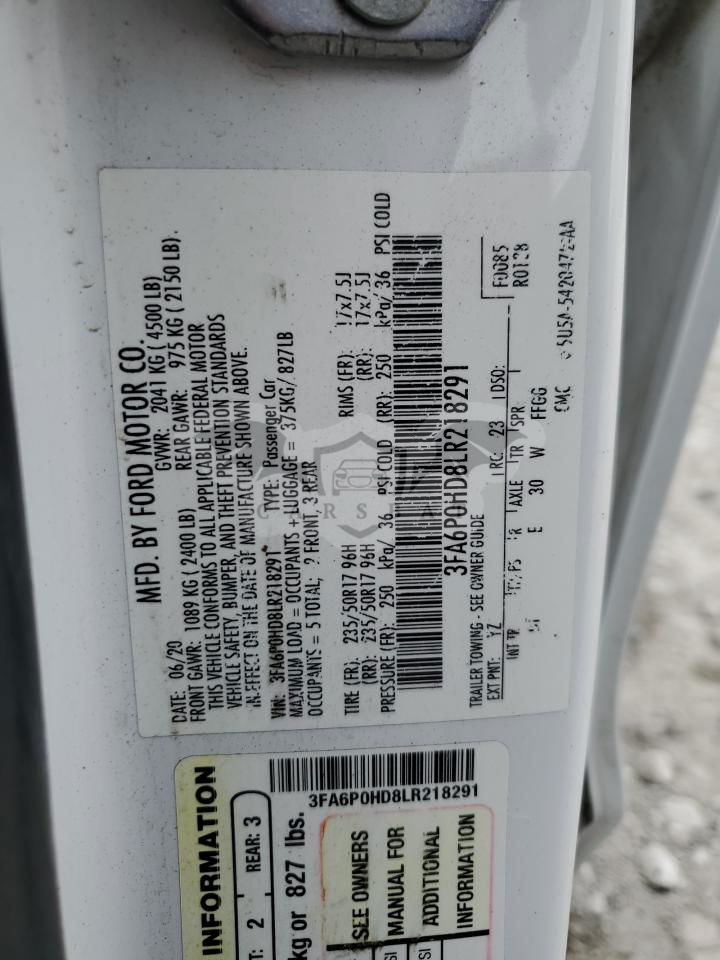 MFD. BY FORD MOTOR CO.
DATE: 06/20 GVWR: 2041 KG ( 4500 LB)
FRONT GAWR: 1089 KG ( 2400 LB) REAR GAWR: 975 KG ( 2150 LB).
THIS VEHICLE CONFORMS TO ALL APPLICABLE FEDERAL MOTOR
VEHICLE SAFETY, BUMPER, AND THEFT PREVENTION STANDARDS
IN EFFECT ON THE DATE OF MANUFACTURE SHOWN ABOVE.
VIN: 3FA6P0HD8LR218291 TYPE: Passenger Car
MAXIMUM LOAD = OCCUPANTS + LUGGAGE = 375KG/ 827LB
OCCUPANTS = 5 TOTAL; 2 FRONT, 3 REAR
TIRE (FR): 235/50R17 96H RIMS (FR): 17x7.5J
(RR): 235/50R17 96H (RR): 17x7.5J
PRESSURE (FR): 250 kPa/ 36 PSI COLD (RR): 250 kPa/ 36 PSI COLD
3FA6P0HD8LR218291
TRAILER TOWING - SEE OWNER GUIDE
EXT PNT: YZ RC: 23 DSO: F0085
R0128
INT TR TP/PS R AXLE TR SPR
E 30 W FFGG
INFORMATION
2 REAR: 3
kg or 827 lbs.
3FA6P0HD8LR218291
SEE OWNERS
MANUAL FOR
ADDITIONAL
INFORMATION